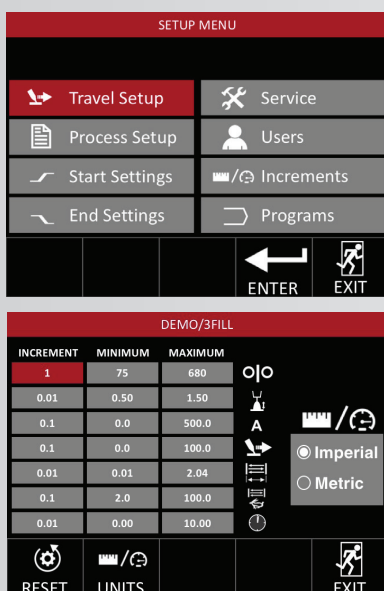 SETUP MENU
Travel Setup
Service
Process Setup
Users
Start Settings
Increments
End Settings
Programs
ENTER
EXIT
DEMO/3FILL
INCREMENT MINIMUM MAXIMUM
1 75 680
0.01 0.50 1.50
0.1 0.0 500.0 A
0.1 0.0 100.0
Imperial
0.01 0.01 2.04
Metric
0.1 2.0 100.0
0.01 0.00 10.00
RESET
UNITS
EXIT